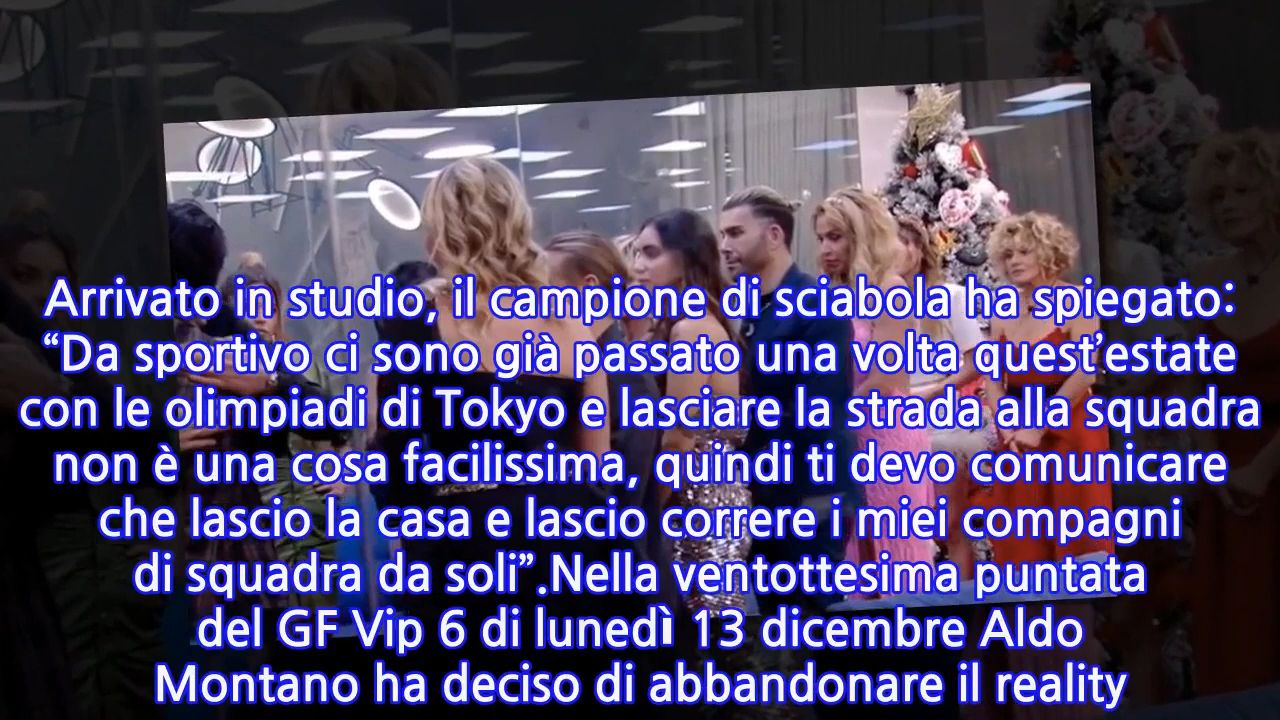 Arrivato in studio, il campione di sciabola ha spiegato:
“Da sportivo ci sono già passato una volta quest’estate
con le olimpiadi di Tokyo e lasciare la strada alla squadra
non è una cosa facilissima, quindi ti devo comunicare
che lascio la casa e lascio correre i miei compagni
di squadra da soli”.Nella ventottesima puntata
del GF Vip 6 di lunedì 13 dicembre Aldo
Montano ha deciso di abbandonare il reality